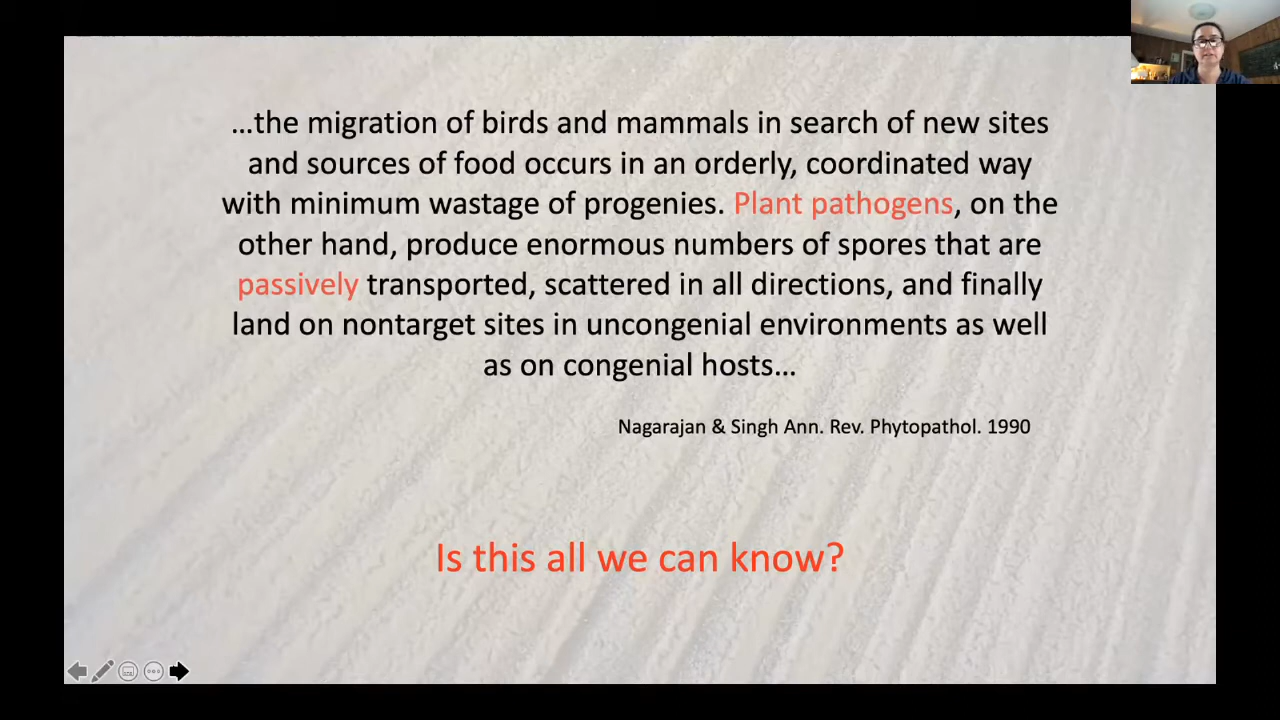 …the migration of birds and mammals in search of new sites
and sources of food occurs in an orderly, coordinated way
with minimum wastage of progenies. Plant pathogens, on the
other hand, produce enormous numbers of spores that are
passively transported, scattered in all directions, and finally
land on nontarget sites in uncongenial environments as well
as on congenial hosts…
Nagarajan & Singh Ann. Rev. Phytopathol. 1990
Is this all we can know?